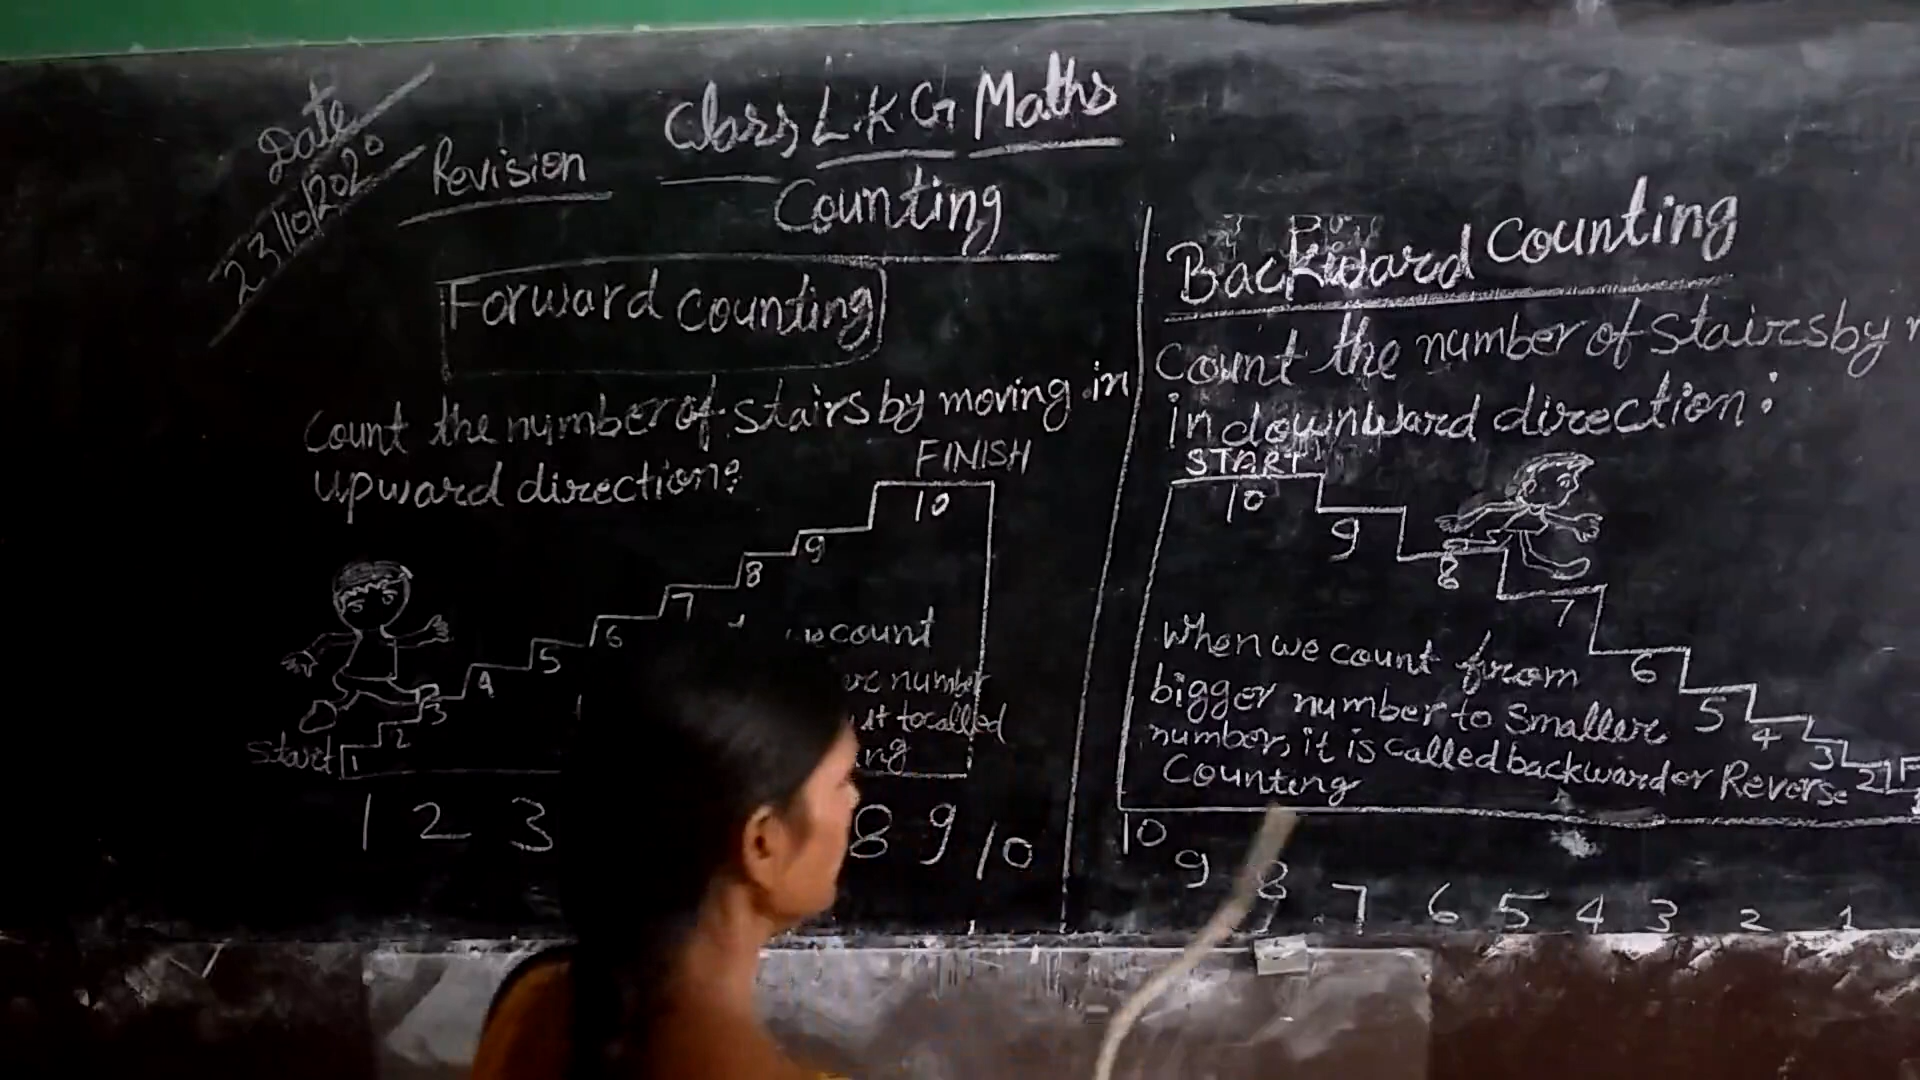 Date
23/10/2020
Revision
Class L.K.G Maths
Counting
Forward Counting
Count the number of stairs by moving in
upward direction:
FINISH
10
9
8
7
6
5
4
3
2
Start 1
count
number
called
1 2 3 8 9 10
Backward Counting
Count the number of stairs by
in downward direction:
START
10
9
8
7
6
5
4
3
2
1
When we count from
bigger number to smaller
number, it is called backward or Reverse
Counting
10 9 8 7 6 5 4 3 2 1